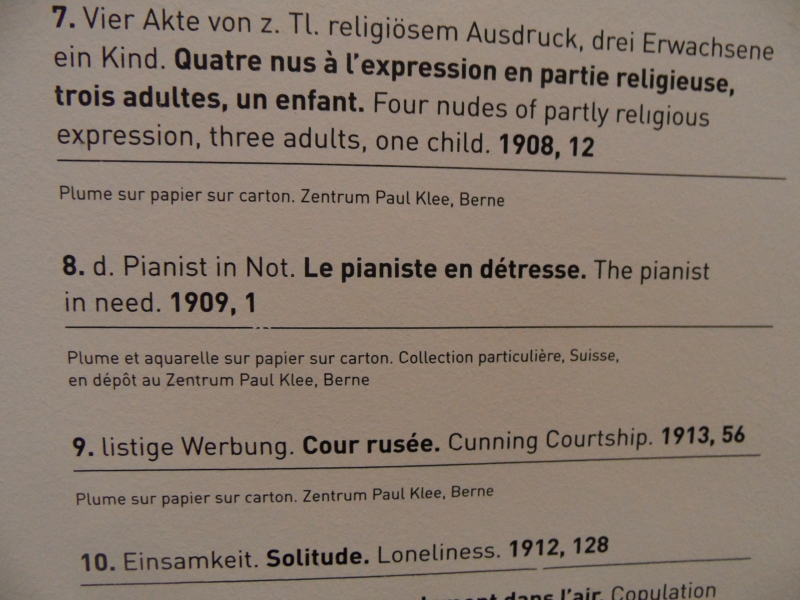 7. Vier Akte von z. Tl. religiösem Ausdruck, drei Erwachsene
ein Kind. Quatre nus à l'expression en partie religieuse,
trois adultes, un enfant. Four nudes of partly religious
expression, three adults, one child. 1908, 12
Plume sur papier sur carton. Zentrum Paul Klee, Berne
8. d. Pianist in Not. Le pianiste en détresse. The pianist
in need. 1909, 1
Plume et aquarelle sur papier sur carton. Collection particulière, Suisse,
en dépôt au Zentrum Paul Klee, Berne
9. listige Werbung. Cour rusée. Cunning Courtship. 1913, 56
Plume sur papier sur carton. Zentrum Paul Klee, Berne
10. Einsamkeit. Solitude. Loneliness. 1912, 128
dans l'air. Copulation